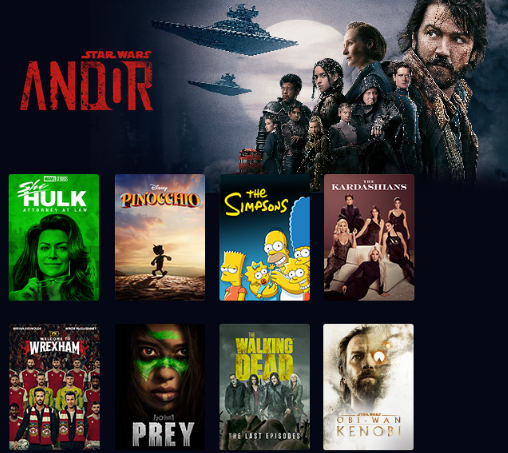 STAR WARS
ANDOR
MARVEL STUDIOS
She
HULK
ATTORNEY AT LAW
Disney
PINOCCHIO
THE
SIMPSONS
THE
KARDASHIANS
WELCOME TO
WREXHAM
PREY
THE
WALKING
DEAD
THE LAST EPISODES
STAR WARS
OBI-WAN
KENOBI